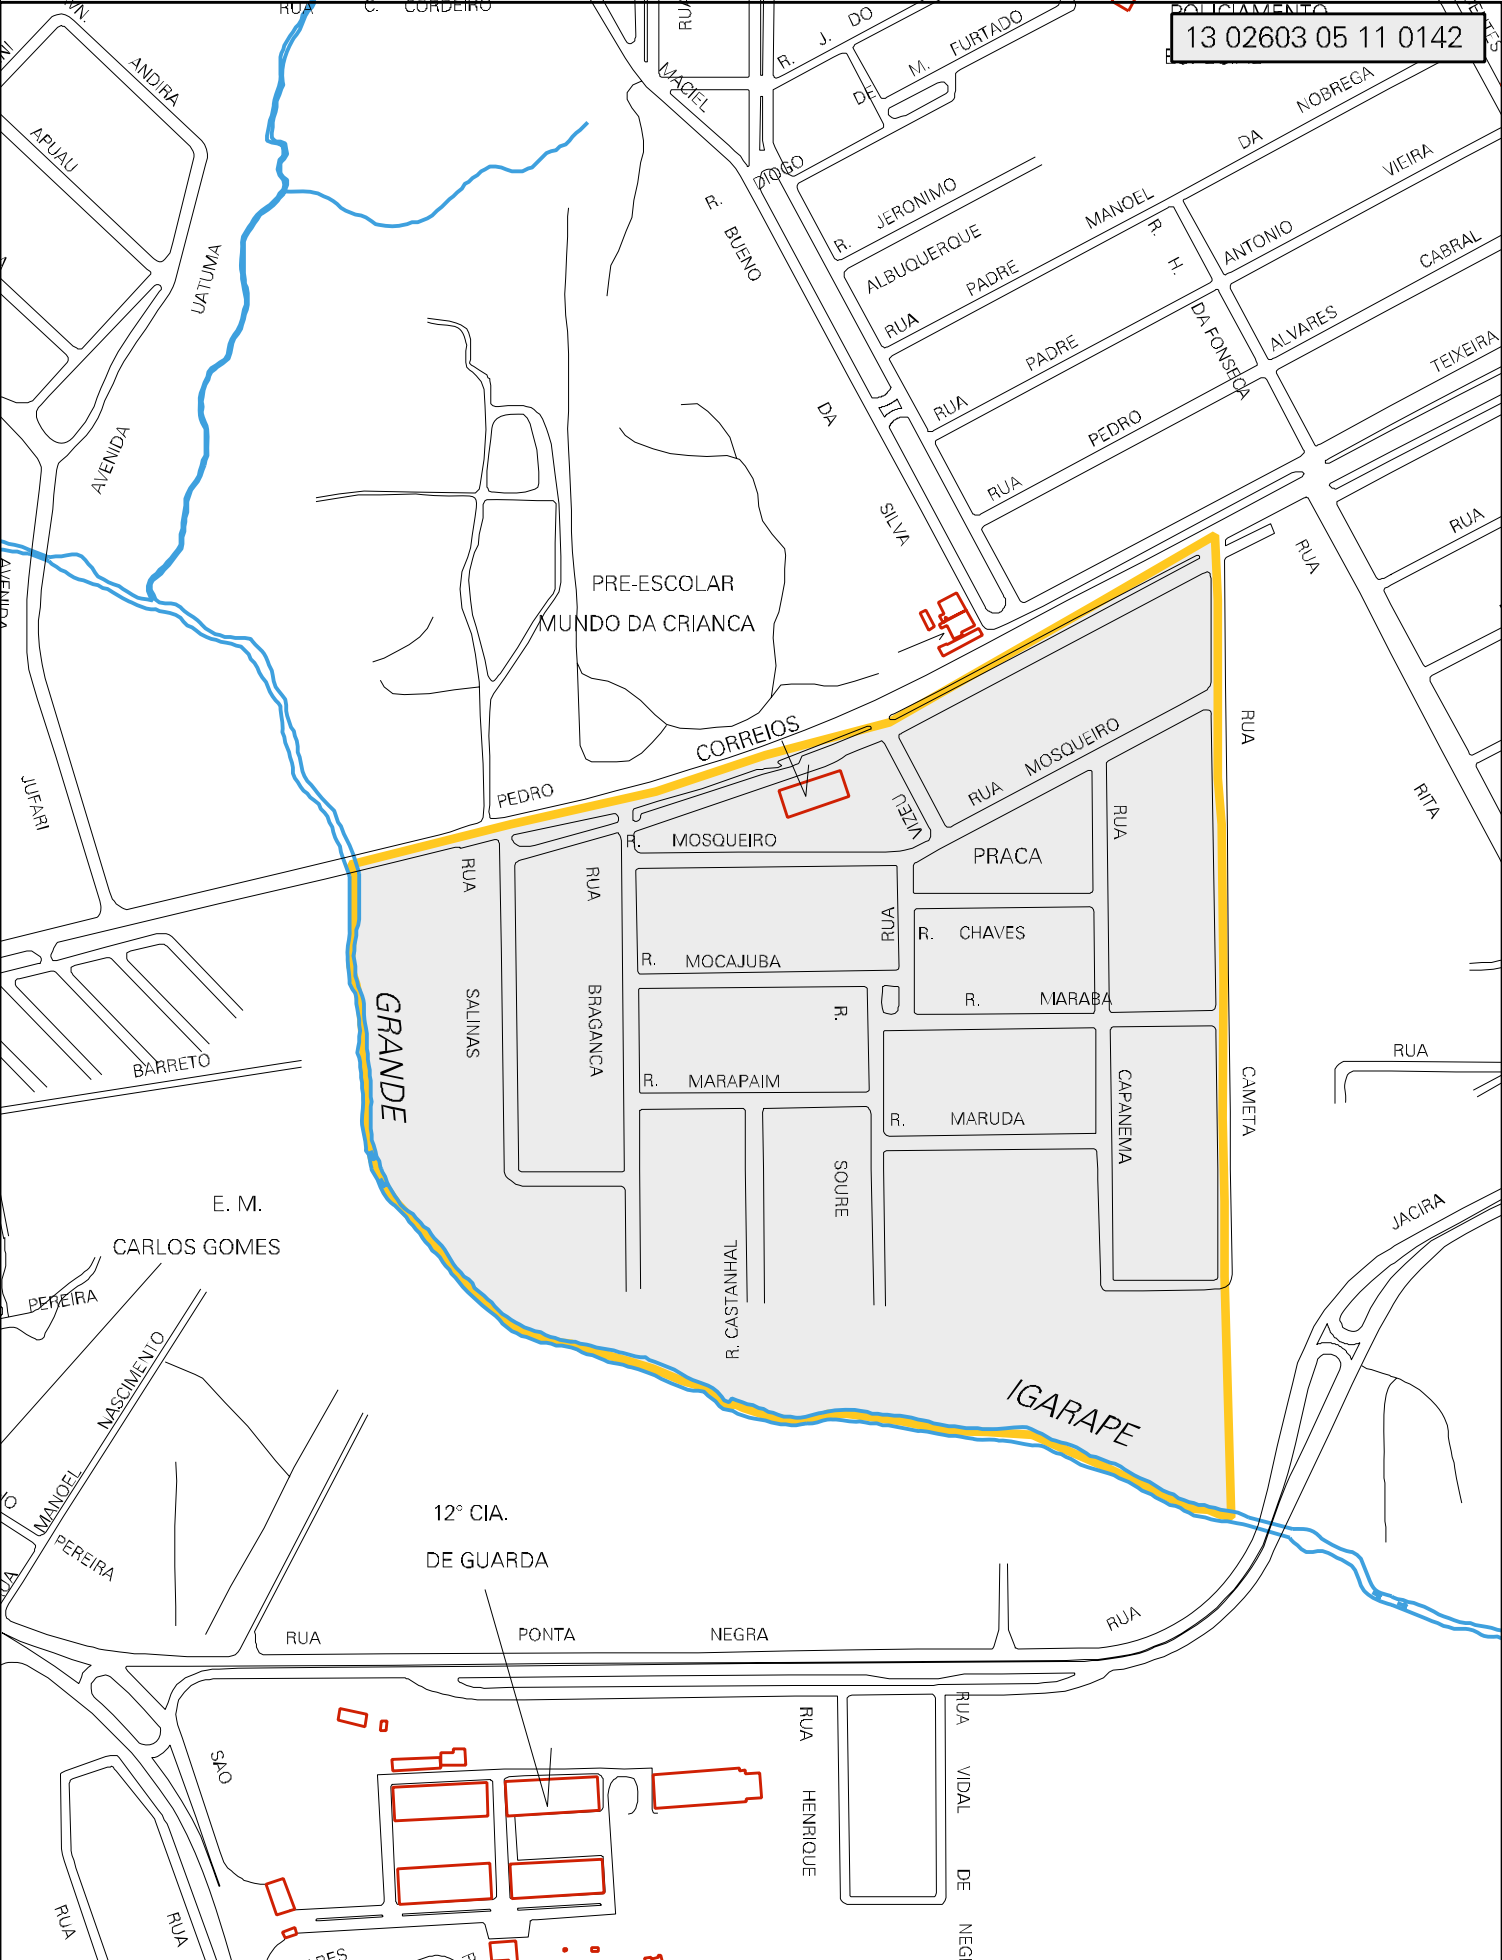 RUA
C.
CORDEIRO
RUA
R. J. DO
M. FURTADO
DE
13 02603 05 11 0142
ANDIRA
APUAU
MACIEL
DIOGO
R.
DA
NOBREGA
VIEIRA
R. JERONIMO
MANOEL
ALBUQUERQUE
BUENO
UATUMA
R. H. DA FONSECA
ANTONIO
CABRAL
RUA PADRE
ALVARES
TEIXEIRA
RUA PADRE
DA
AVENIDA
RUA PEDRO
SILVA
RUA
RUA
AVENIDA
PRE-ESCOLAR
MUNDO DA CRIANCA
RUA
CORREIOS
RUA MOSQUEIRO
JUFARI
PEDRO
VIZEU
RITA
R. MOSQUEIRO
RUA
PRACA
RUA
RUA
RUA
R. CHAVES
R. MOCAJUBA
GRANDE
SALINAS
BRAGANCA
R.
R. MARABA
BARRETO
R. MARAPAIM
RUA
CAMETA
CAPANEMA
R. MARUDA
SOURE
E. M.
CARLOS GOMES
JACIRA
PEREIRA
R. CASTANHAL
NASCIMENTO
IGARAPE
MANOEL
PEREIRA
12° CIA.
DE GUARDA
RUA PONTA NEGRA
RUA
RUA
RUA
SAO
VIDAL
HENRIQUE
DE
RUA
RUA